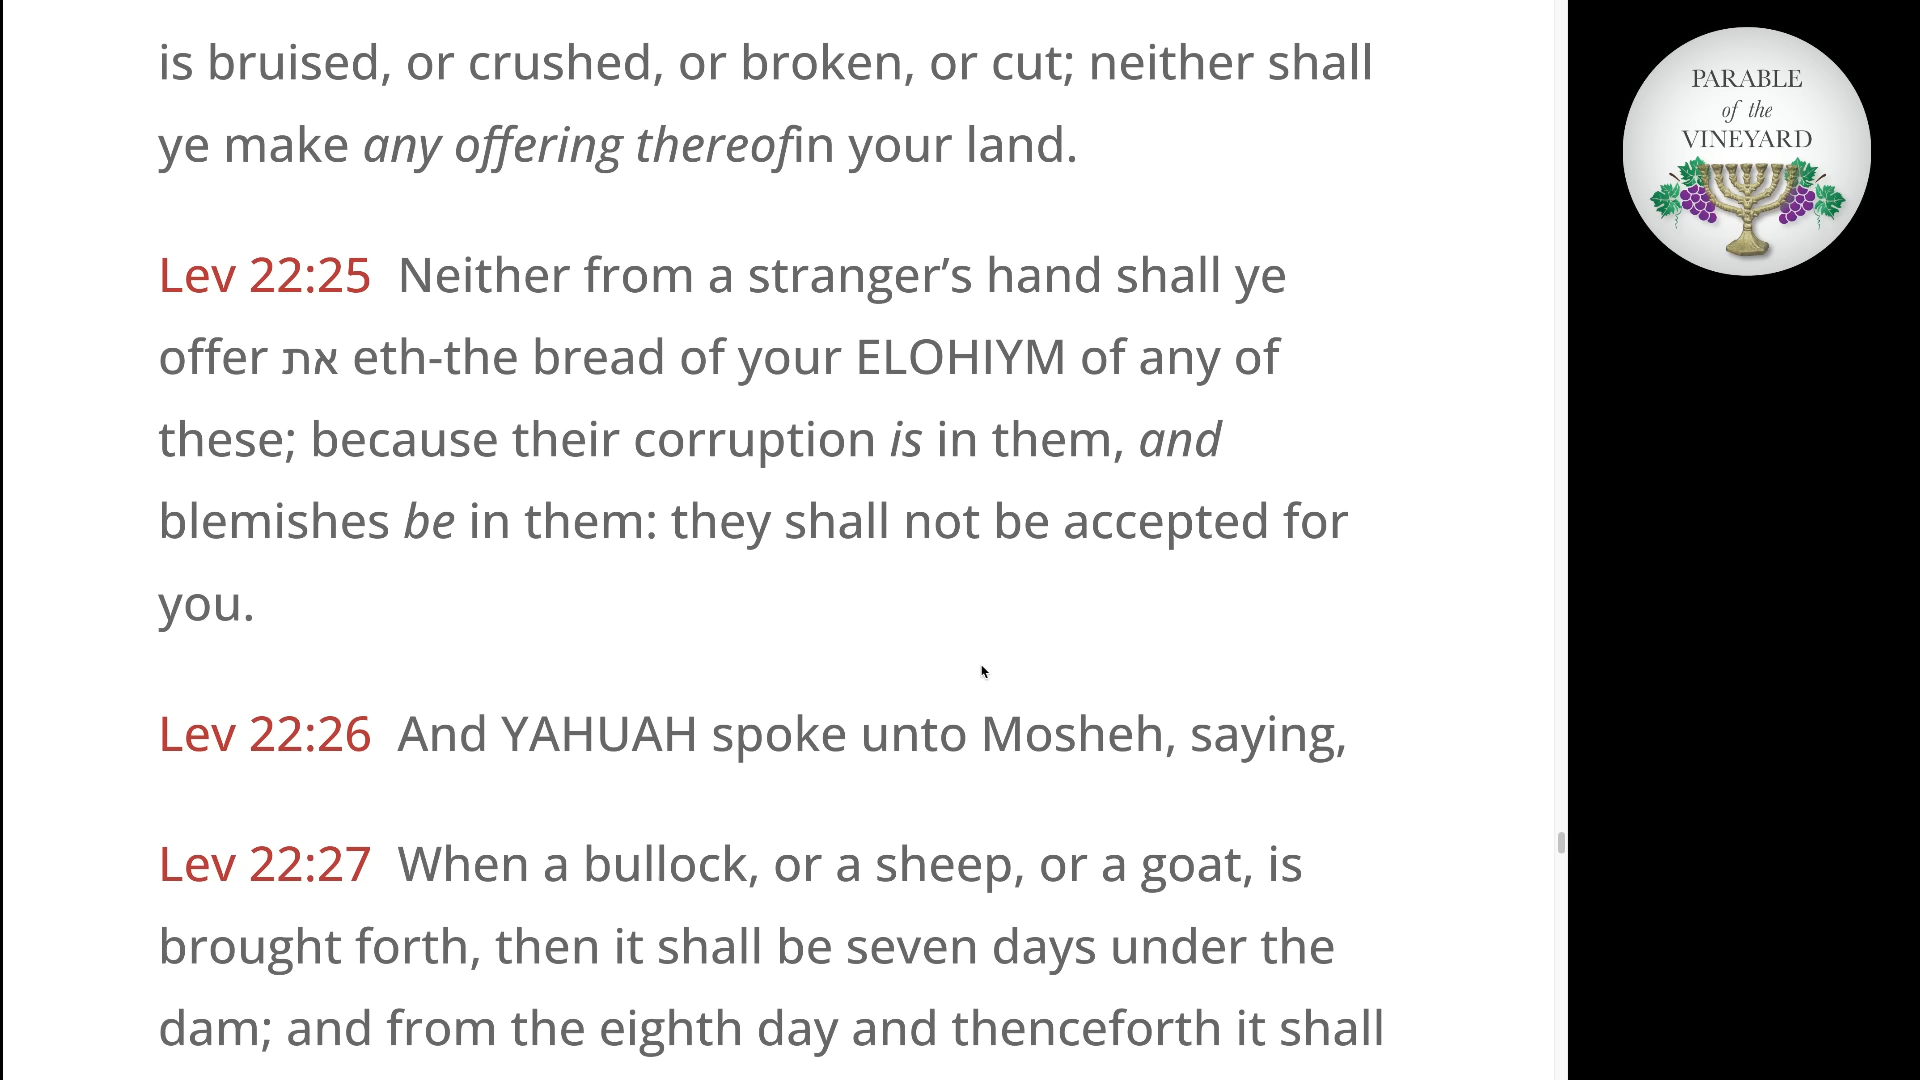 is bruised, or crushed, or broken, or cut; neither shall
ye make any offering thereofin your land.
Lev 22:25 Neither from a stranger’s hand shall ye
offer את eth-the bread of your ELOHIYM of any of
these; because their corruption is in them, and
blemishes be in them: they shall not be accepted for
you.
Lev 22:26 And YAHUAH spoke unto Mosheh, saying,
Lev 22:27 When a bullock, or a sheep, or a goat, is
brought forth, then it shall be seven days under the
dam; and from the eighth day and thenceforth it shall
PARABLE
of the
VINEYARD